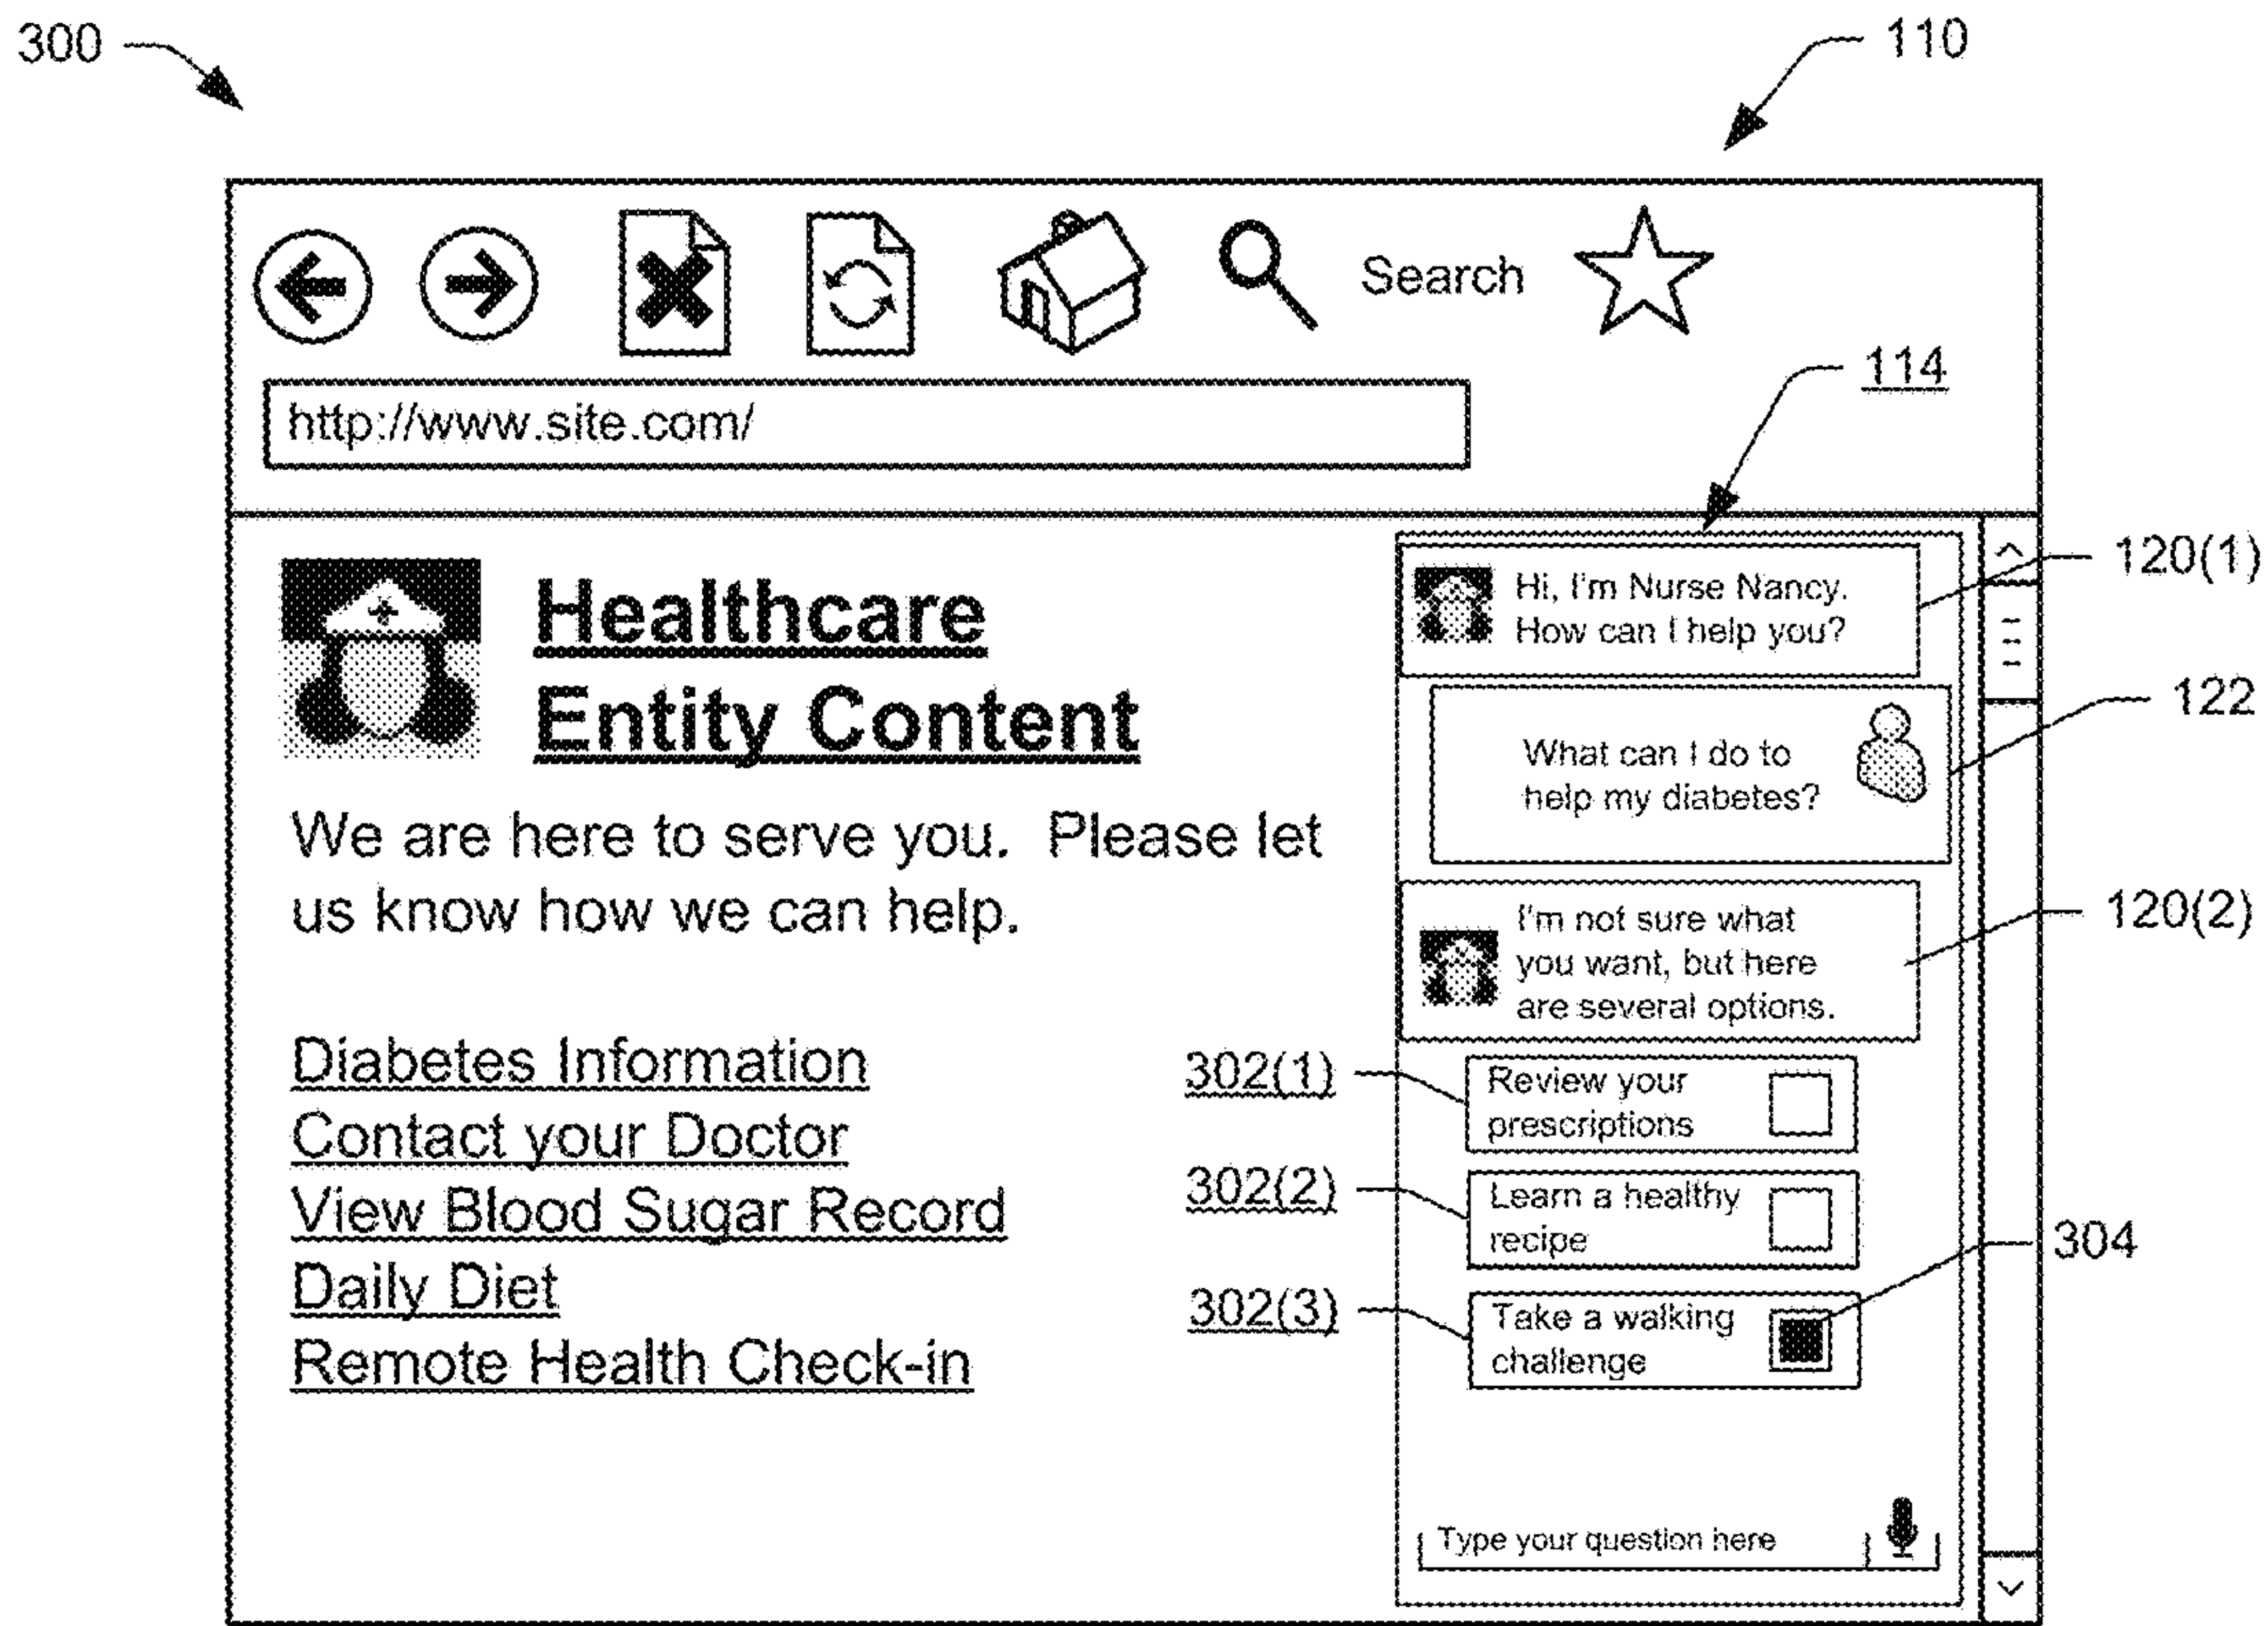 300
110
Search
114
http://www.site.com/
Healthcare
Entity Content
We are here to serve you. Please let
us know how we can help.
Diabetes Information
Contact your Doctor
View Blood Sugar Record
Daily Diet
Remote Health Check-in
Hi, I'm Nurse Nancy.
How can I help you?
120(1)
What can I do to
help my diabetes?
122
I'm not sure what
you want, but here
are several options.
120(2)
302(1)
Review your
prescriptions
302(2)
Learn a healthy
recipe
304
302(3)
Take a walking
challenge
Type your question here